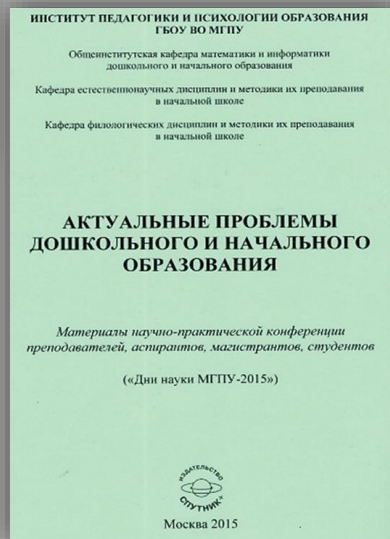 ИНСТИТУТ ПЕДАГОГИКИ И ПСИХОЛОГИИ ОБРАЗОВАНИЯ
ГБОУ ВО МГПУ
Общеинститутская кафедра математики и информатики
дошкольного и начального образования
Кафедра естественнонаучных дисциплин и методики их преподавания
в начальной школе
Кафедра филологических дисциплин и методики их преподавания
в начальной школе
АКТУАЛЬНЫЕ ПРОБЛЕМЫ
ДОШКОЛЬНОГО И НАЧАЛЬНОГО
ОБРАЗОВАНИЯ
Материалы научно-практической конференции
преподавателей, аспирантов, магистрантов, студентов
(«Дни науки МГПУ-2015»)
ИЗДАТЕЛЬСТВО
СПУТНИК+
Москва 2015